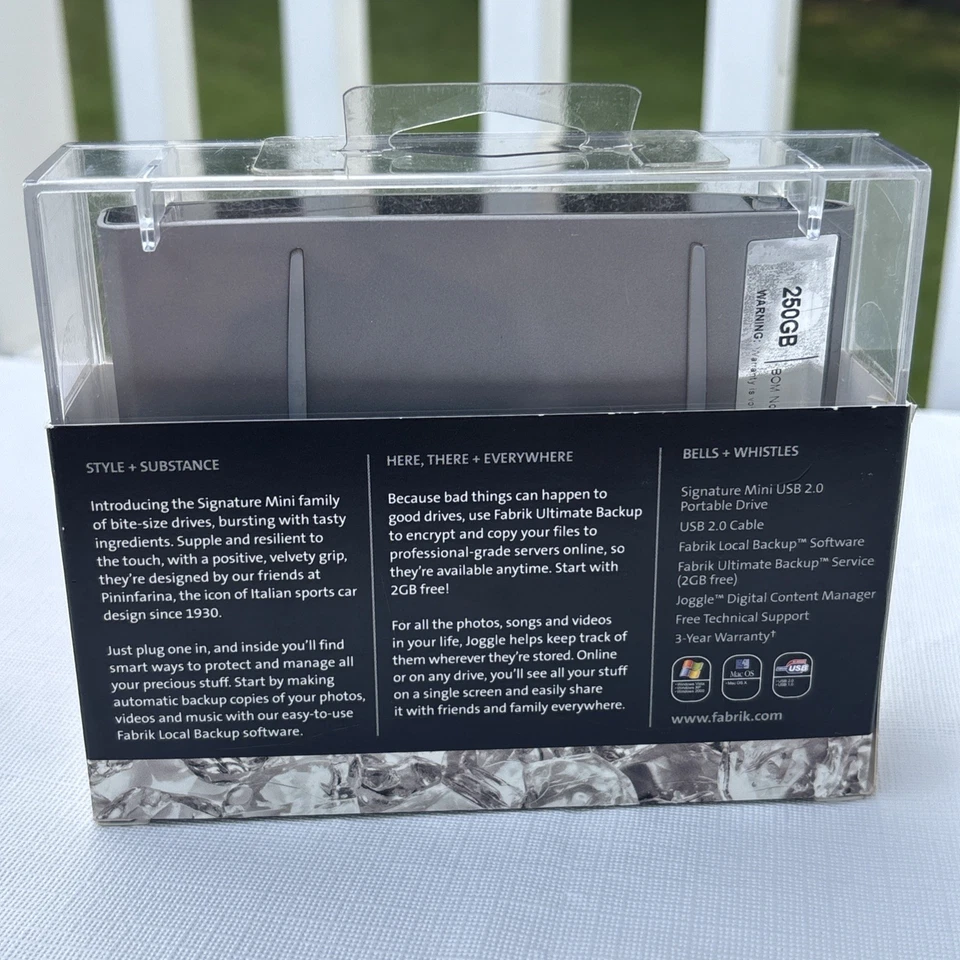 250GB
WARNING:
BOM No
STYLE + SUBSTANCE
Introducing the Signature Mini family
of bite-size drives, bursting with tasty
ingredients. Supple and resilient to
the touch, with a positive, velvety grip,
they're designed by our friends at
Pininfarina, the icon of Italian sports car
design since 1930.
Just plug one in, and inside you'll find
smart ways to protect and manage all
your precious stuff. Start by making
automatic backup copies of your photos,
videos and music with our easy-to-use
Fabrik Local Backup software.
HERE, THERE + EVERYWHERE
Because bad things can happen to
good drives, use Fabrik Ultimate Backup
to encrypt and copy your files to
professional-grade servers online, so
they're available anytime. Start with
2GB free!
For all the photos, songs and videos
in your life, Joggle helps keep track of
them wherever they're stored. Online
or on any drive, you'll see all your stuff
on a single screen and easily share
it with friends and family everywhere.
BELLS + WHISTLES
Signature Mini USB 2.0
Portable Drive
USB 2.0 Cable
Fabrik Local Backup™ Software
Fabrik Ultimate Backup™ Service
(2GB free)
Joggle™ Digital Content Manager
Free Technical Support
3-Year Warranty†
Mac OS
USB
www.fabrik.com